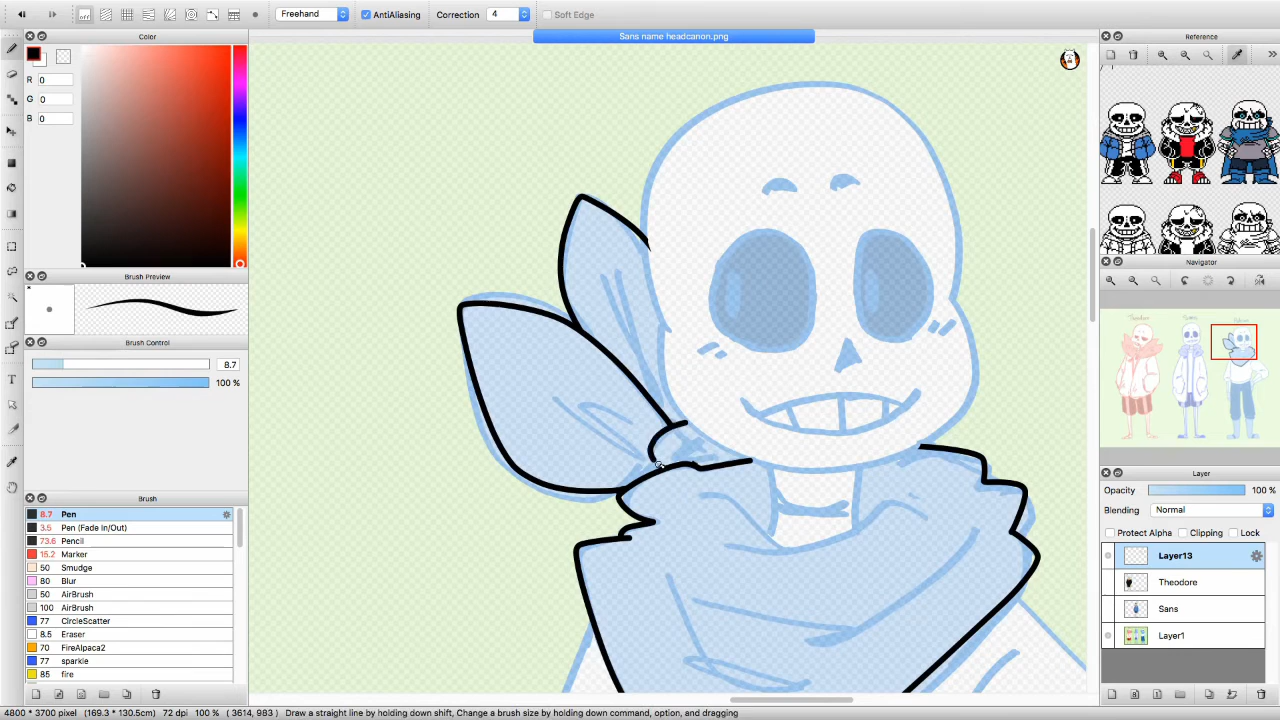 off
Freehand
AntiAliasing
Correction
4
Soft Edge
Color
Sans name headcanon.png
Reference
R 0
G 0
B 0
Brush Preview
Navigator
Brush Control
8.7
100 %
Layer
Opacity 100 %
Blending Normal
Protect Alpha Clipping Lock
Brush
8.7 Pen
3.5 Pen (Fade In/Out)
73.6 Pencil
15.2 Marker
50 Smudge
80 Blur
50 AirBrush
100 AirBrush
77 CircleScatter
8.5 Eraser
70 FireAlpaca2
77 sparkle
85 fire
Layer13
Theodore
Sans
Layer1
4800 * 3700 pixel (169.3 * 130.5cm) 72 dpi 100 % ( 3614, 983 ) Draw a straight line by holding down shift, Change a brush size by holding down command, option, and dragging